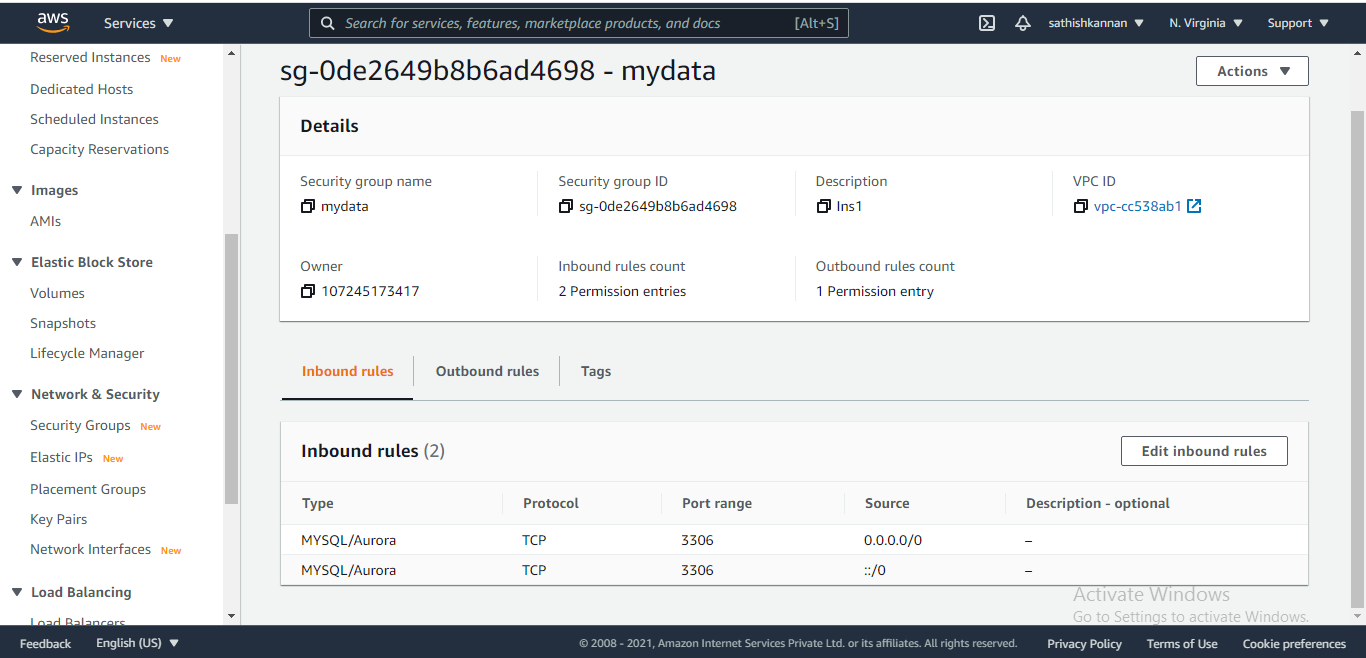 aws Services Search for services, features, marketplace products, and docs [Alt+S] sathishkannan N. Virginia Support
Reserved Instances New
Dedicated Hosts
Scheduled Instances
Capacity Reservations
Images
AMIs
Elastic Block Store
Volumes
Snapshots
Lifecycle Manager
Network & Security
Security Groups New
Elastic IPs New
Placement Groups
Key Pairs
Network Interfaces New
Load Balancing
Load Balancers
sg-0de2649b8b6ad4698 - mydata
Actions
Details
Security group name Security group ID Description VPC ID
mydata sg-0de2649b8b6ad4698 Ins1 vpc-cc538ab1
Owner Inbound rules count Outbound rules count
107245173417 2 Permission entries 1 Permission entry
Inbound rules Outbound rules Tags
Inbound rules (2) Edit inbound rules
Type Protocol Port range Source Description - optional
MYSQL/Aurora TCP 3306 0.0.0.0/0 –
MYSQL/Aurora TCP 3306 ::/0 –
Activate Windows
Go to Settings to activate Windows.
Feedback English (US) © 2008 - 2021, Amazon Internet Services Private Ltd. or its affiliates. All rights reserved. Privacy Policy Terms of Use Cookie preferences